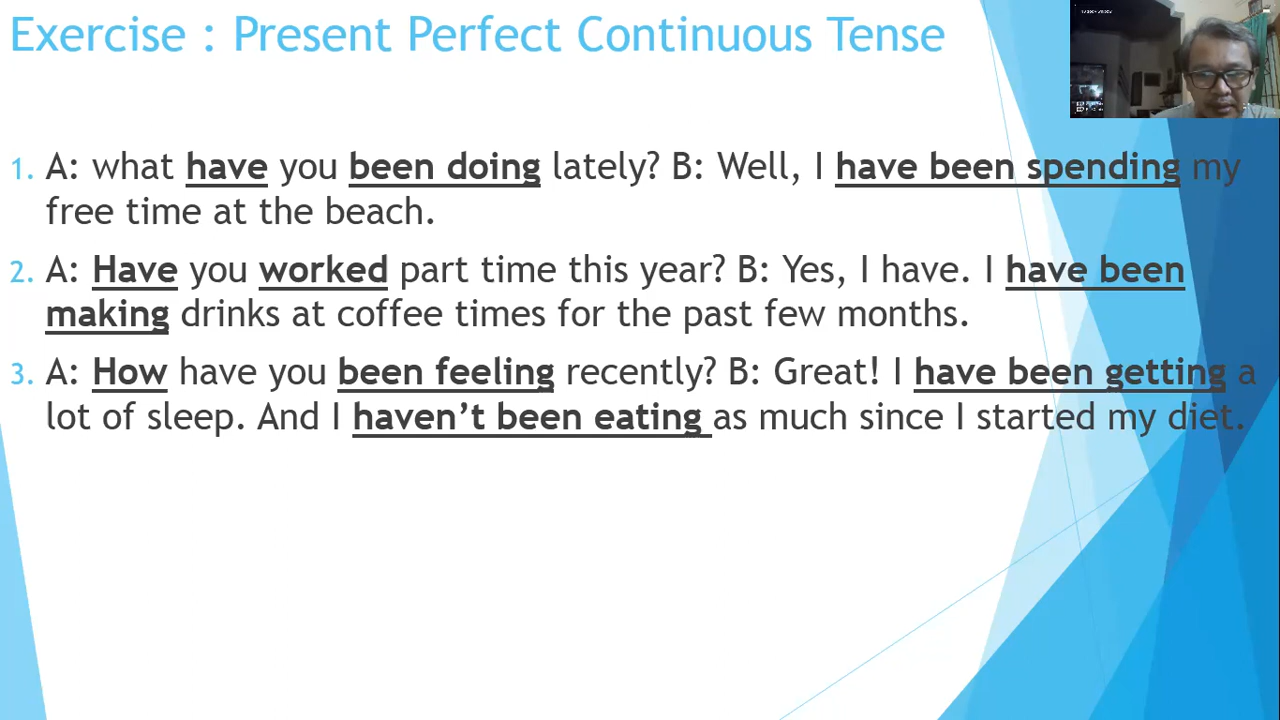 Exercise : Present Perfect Continuous Tense
1. A: what have you been doing lately? B: Well, I have been spending my
free time at the beach.
2. A: Have you worked part time this year? B: Yes, I have. I have been
making drinks at coffee times for the past few months.
3. A: How have you been feeling recently? B: Great! I have been getting a
lot of sleep. And I haven’t been eating as much since I started my diet.